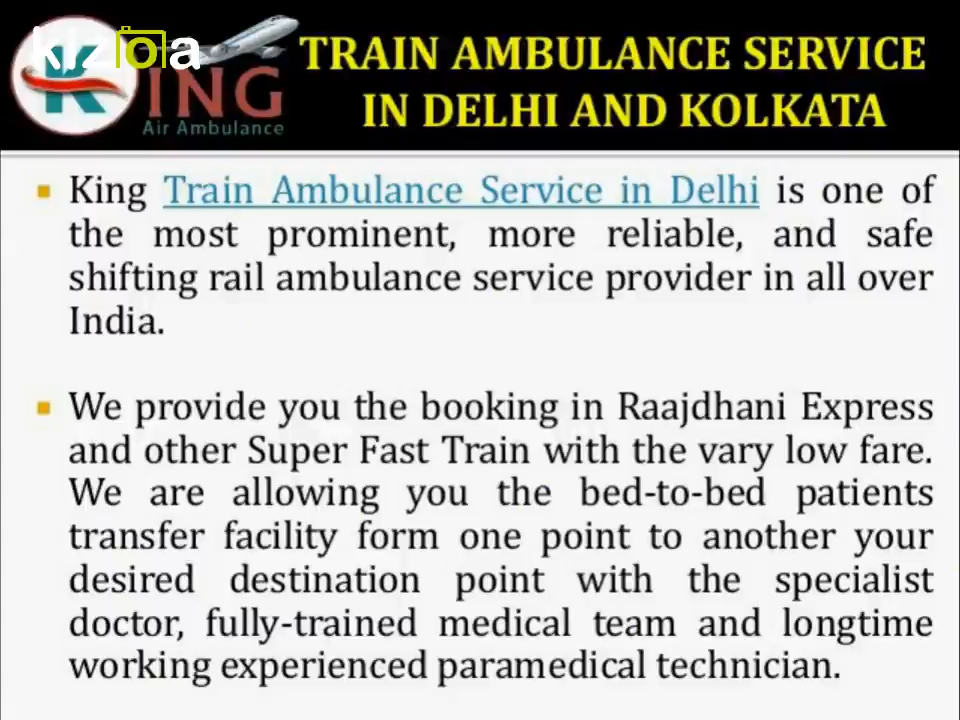 kizoa
KING
Air Ambulance
TRAIN AMBULANCE SERVICE
IN DELHI AND KOLKATA
King Train Ambulance Service in Delhi is one of
the most prominent, more reliable, and safe
shifting rail ambulance service provider in all over
India.
We provide you the booking in Raajdhani Express
and other Super Fast Train with the vary low fare.
We are allowing you the bed-to-bed patients
transfer facility form one point to another your
desired destination point with the specialist
doctor, fully-trained medical team and longtime
working experienced paramedical technician.